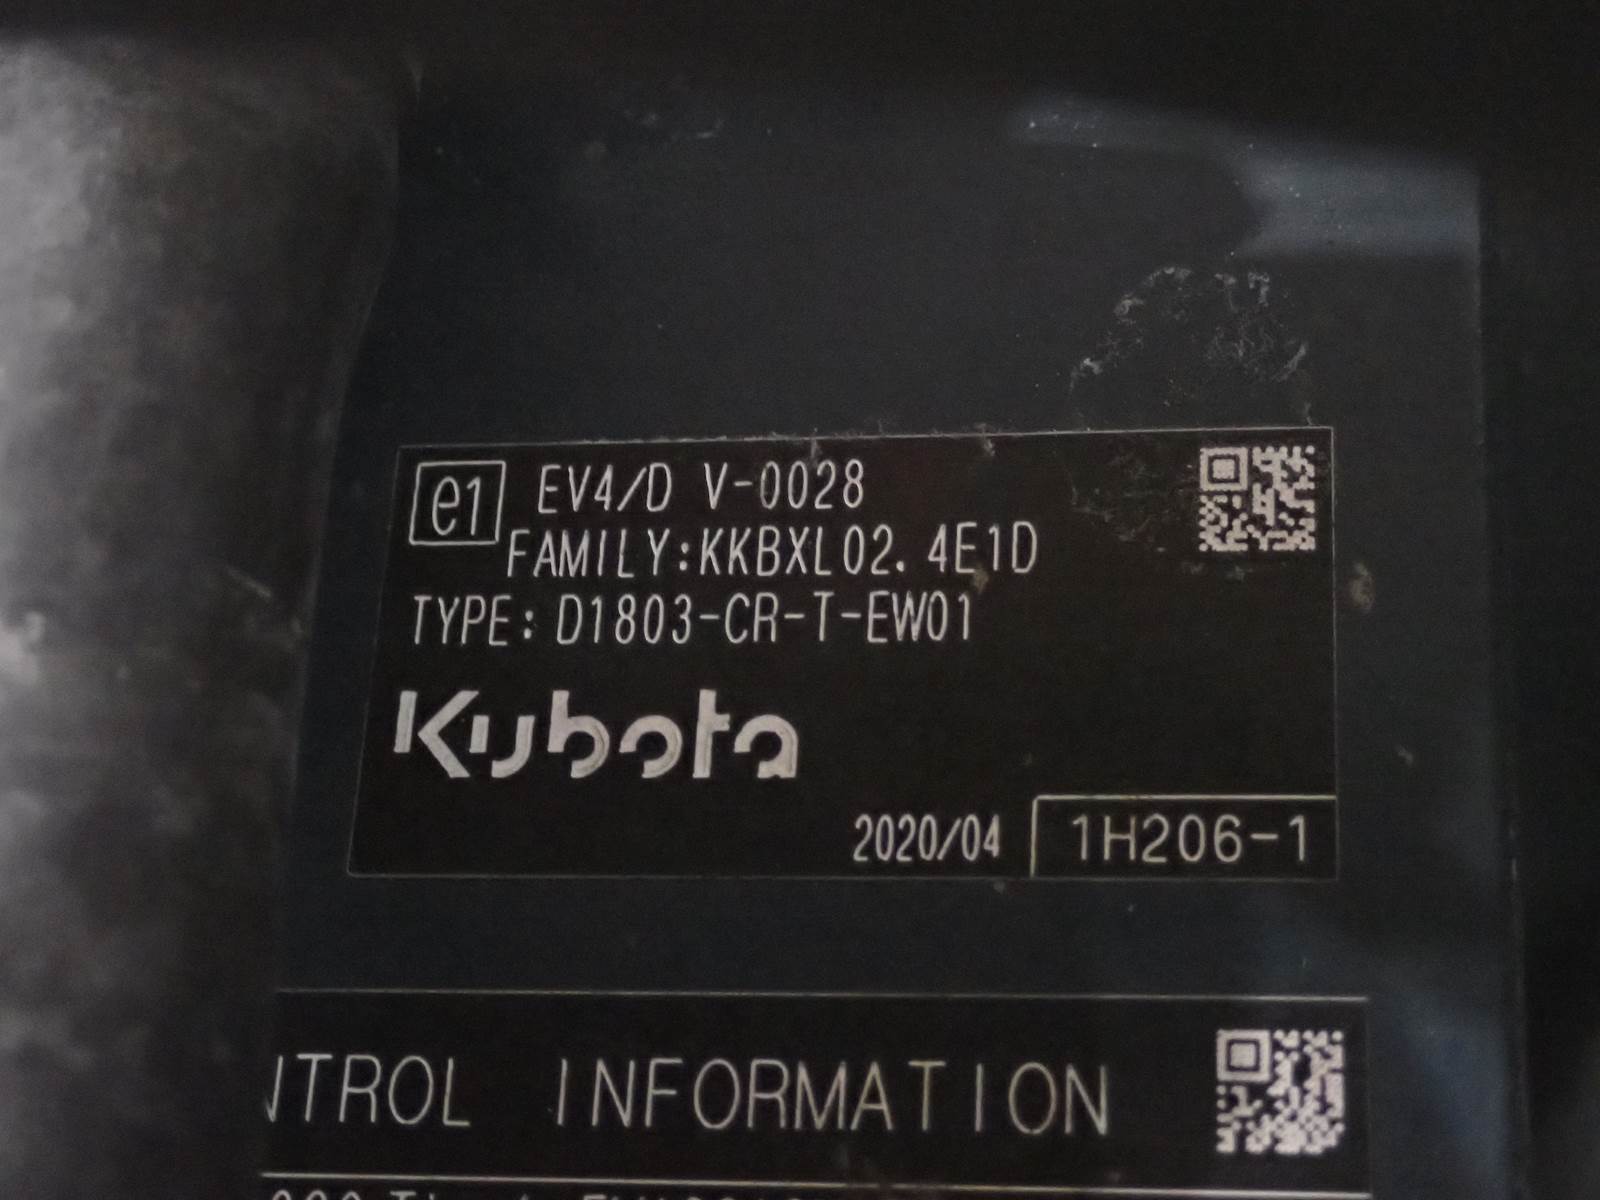 e1 EV4/D V-0028
FAMILY:KKBXL02.4E1D
TYPE:D1803-CR-T-EW01
Kubota
2020/04 1H206-1
NTROL INFORMATION